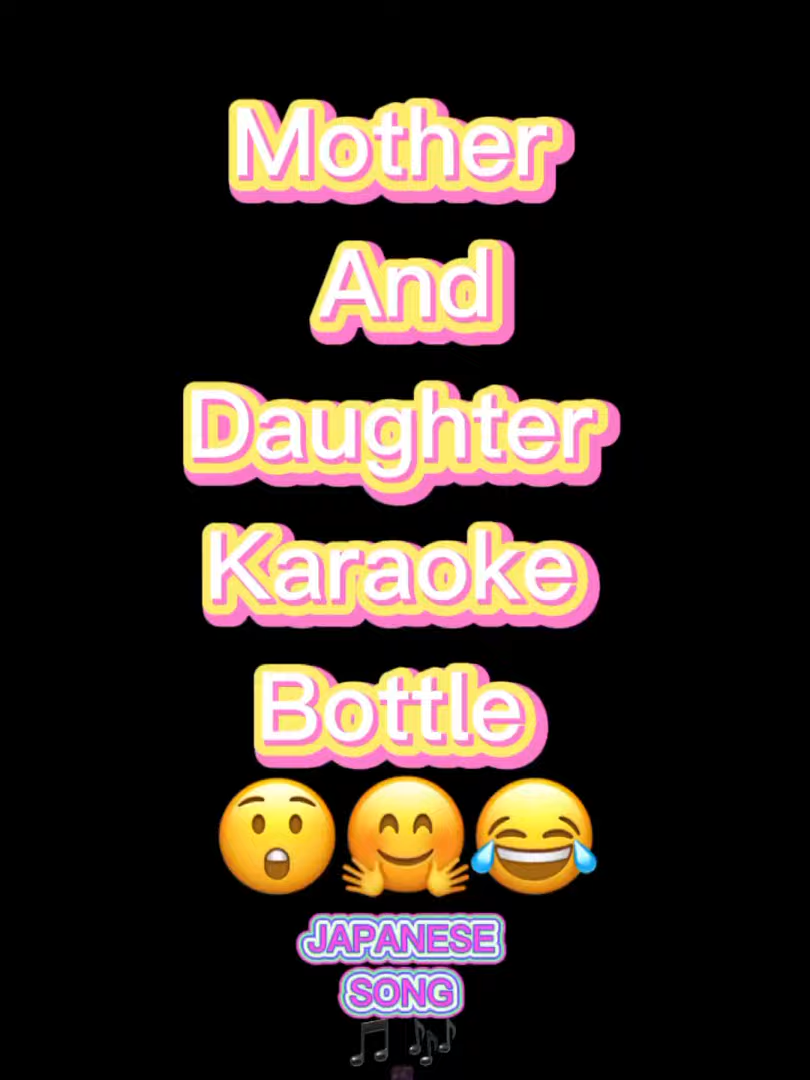 Mother
And
Daughter
Karaoke
Bottle
😲🤗😂
JAPANESE
SONG
🎵🎶